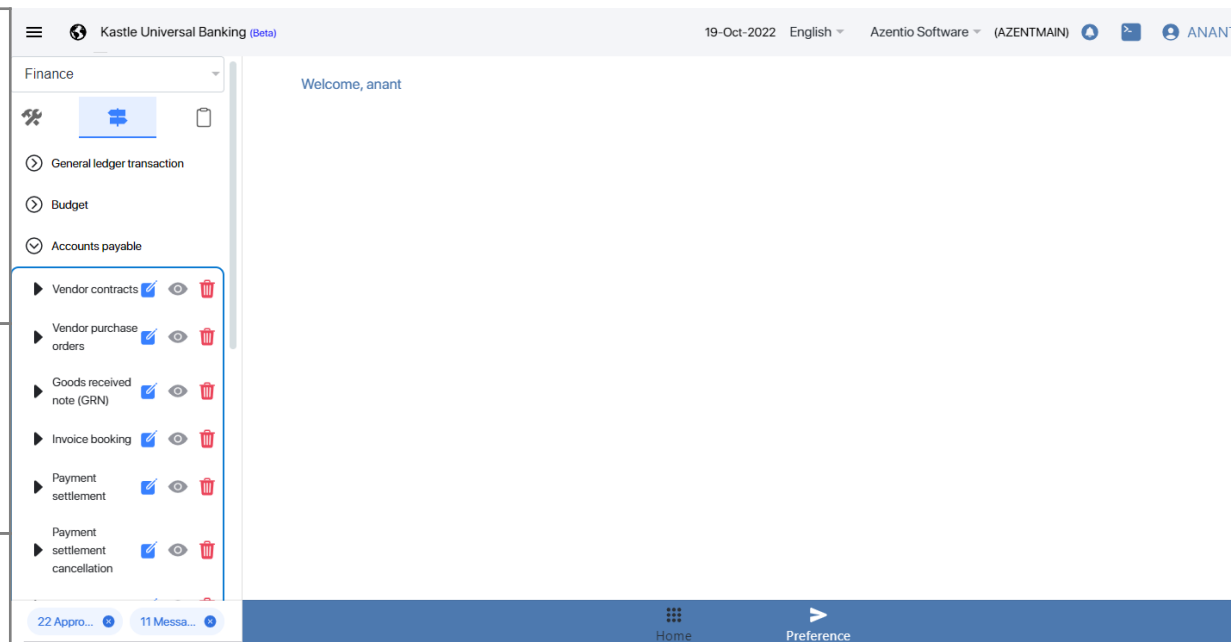 Kastle Universal Banking (Beta)
19-Oct-2022 English Azentio Software (AZENTMAIN) ANANT
Finance
Welcome, anant
General ledger transaction
Budget
Accounts payable
Vendor contracts
Vendor purchase
orders
Goods received
note (GRN)
Invoice booking
Payment
settlement
Payment
settlement
cancellation
22 Appro... 11 Messa...
Home Preference